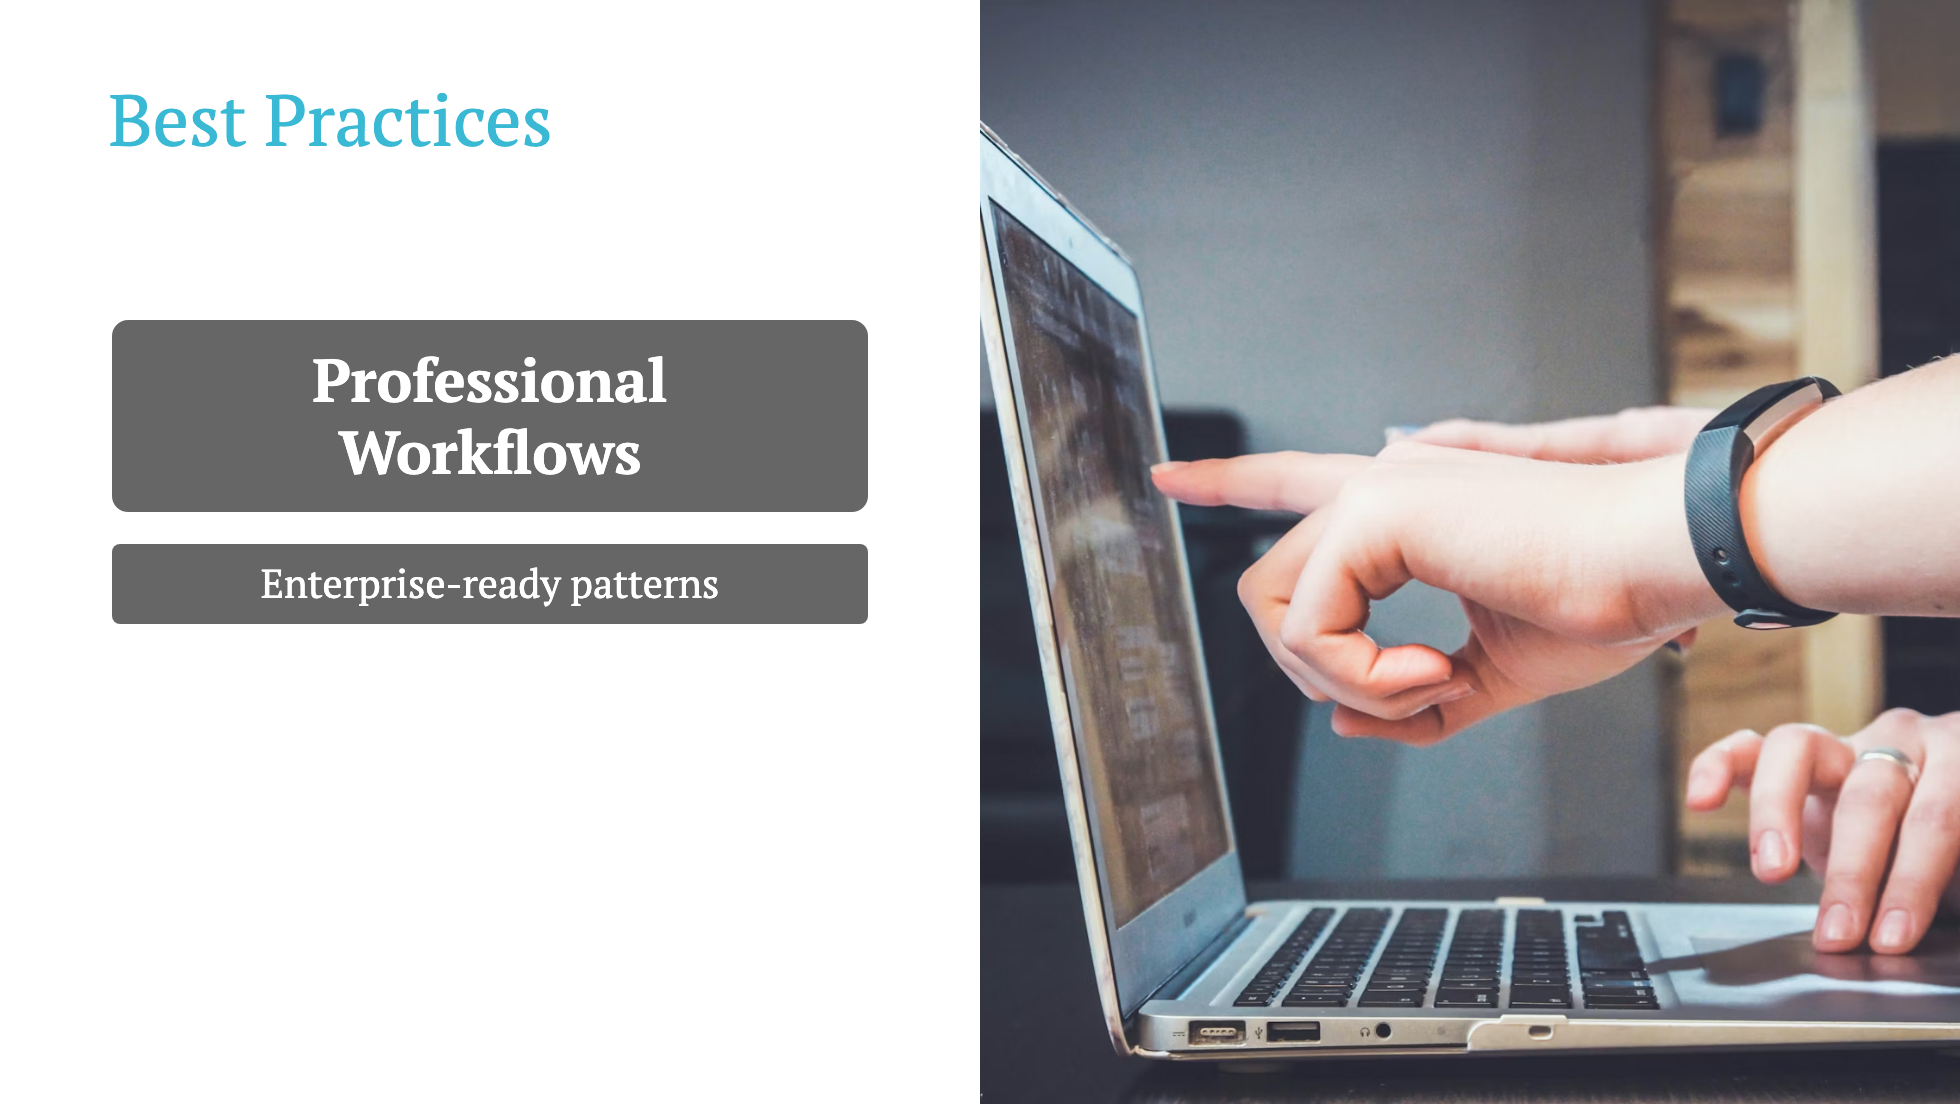 Best Practices
Professional
Workflows
Enterprise-ready patterns